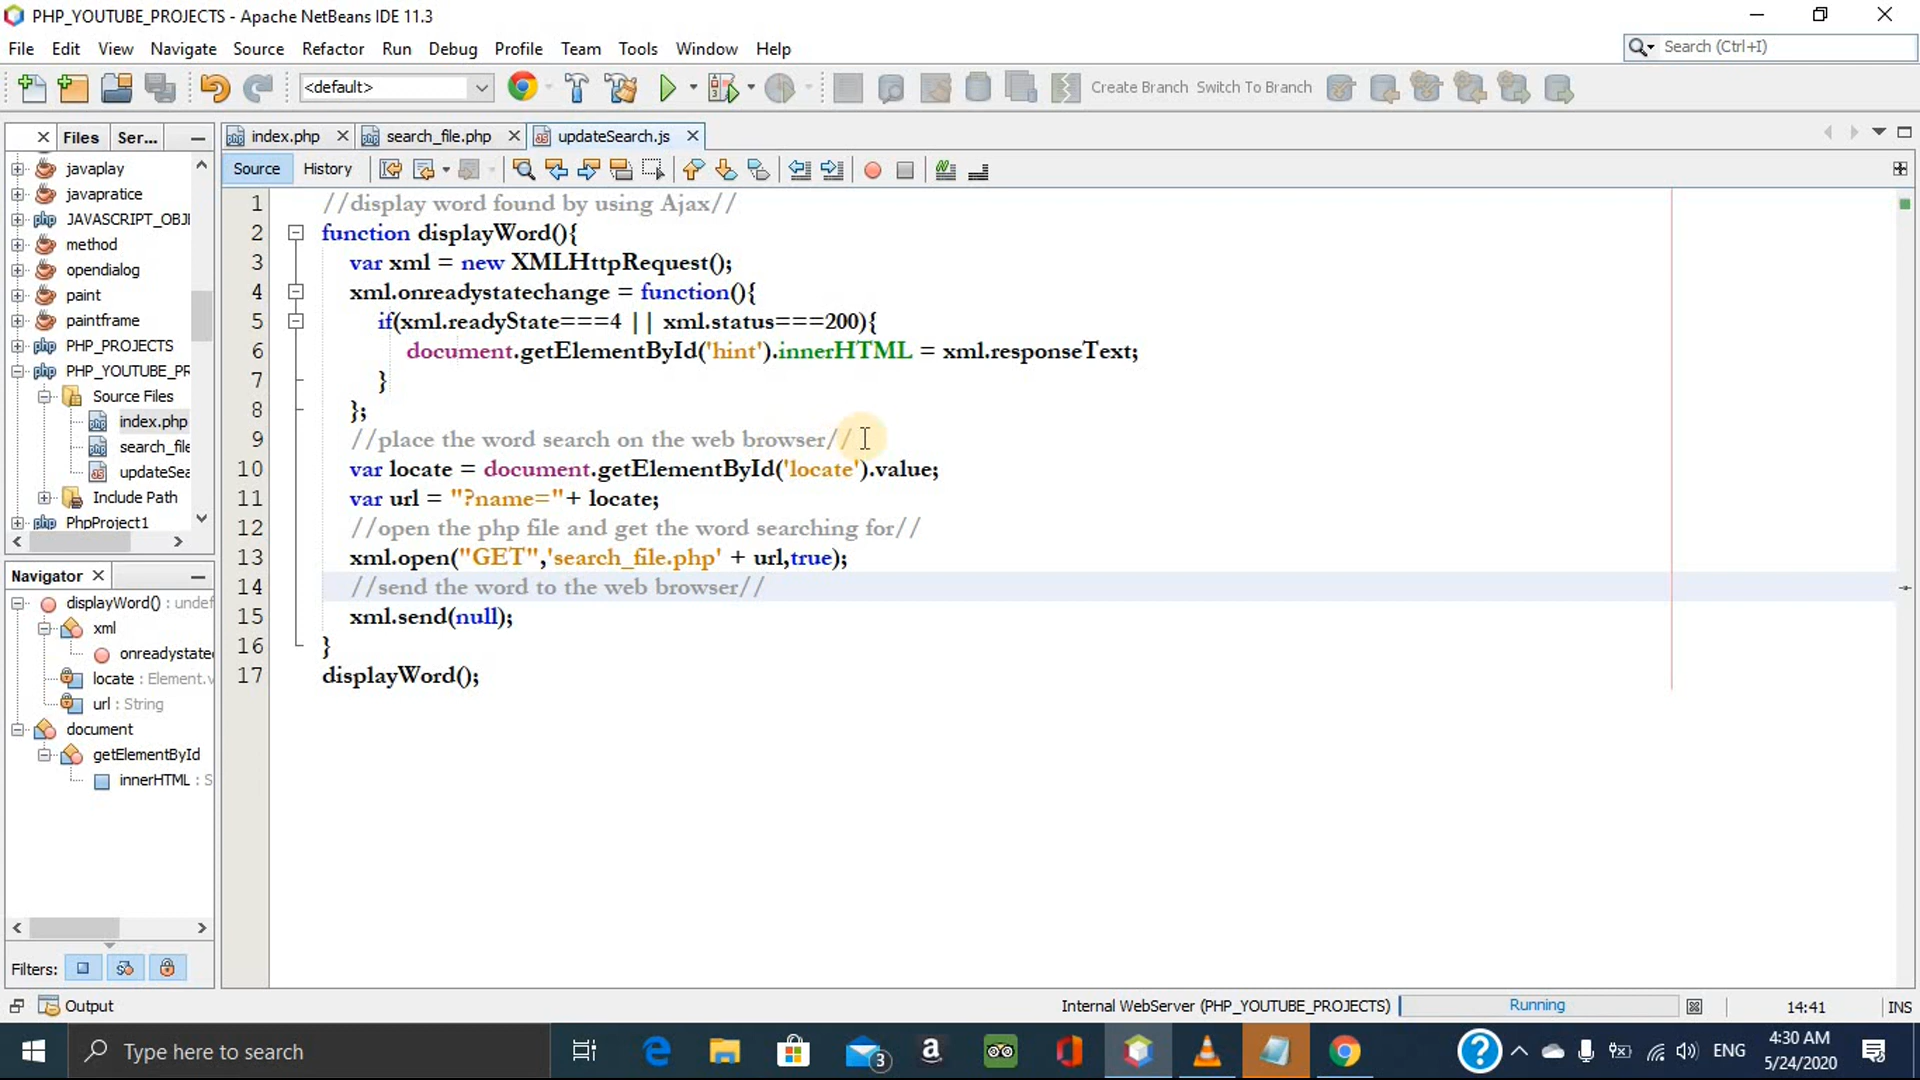 PHP_YOUTUBE_PROJECTS - Apache NetBeans IDE 11.3
File Edit View Navigate Source Refactor Run Debug Profile Team Tools Window Help
Search (Ctrl+I)
<default>
Create Branch Switch To Branch
Files Ser...
index.php search_file.php updateSearch.js
Source History
javaplay
javapratice
JAVASCRIPT_OBJ
method
opendialog
paint
paintframe
PHP_PROJECTS
PHP_YOUTUBE_PR
Source Files
index.php
search_file
updateSea
Include Path
PhpProject1
1 //display word found by using Ajax//
2 function displayWord(){
3 var xml = new XMLHttpRequest();
4 xml.onreadystatechange = function(){
5 if(xml.readyState===4 || xml.status===200){
6 document.getElementById('hint').innerHTML = xml.responseText;
7 }
8 };
9 //place the word search on the web browser//
10 var locate = document.getElementById('locate').value;
11 var url = "?name="+ locate;
12 //open the php file and get the word searching for//
13 xml.open("GET",'search_file.php' + url,true);
14 //send the word to the web browser//
15 xml.send(null);
16 }
17 displayWord();
Navigator
displayWord() : undef
xml
onreadystate
locate : Element.v
url : String
document
getElementById
innerHTML : S
Filters:
Output
Internal WebServer (PHP_YOUTUBE_PROJECTS)
Running
14:41
INS
Type here to search
3
ENG
4:30 AM
5/24/2020